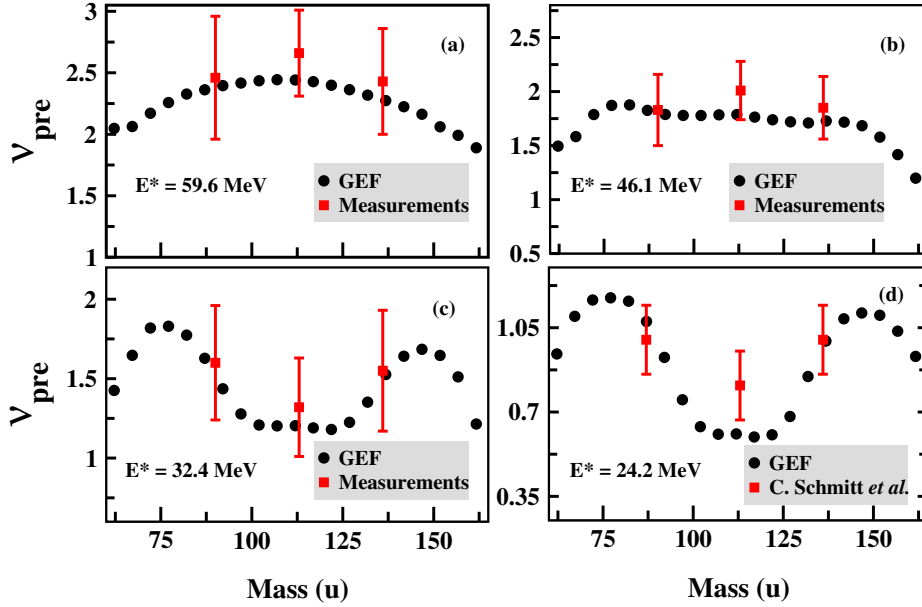 (a)
3
2.5
2
1.5
1
ν_pre
E* = 59.6 MeV
GEF
Measurements
(b)
2.5
2
1.5
1
0.5
E* = 46.1 MeV
GEF
Measurements
(c)
2
1.5
1
ν_pre
E* = 32.4 MeV
GEF
Measurements
75 100 125 150
Mass (u)
(d)
1.05
0.7
0.35
E* = 24.2 MeV
GEF
C. Schmitt et al.
75 100 125 150
Mass (u)